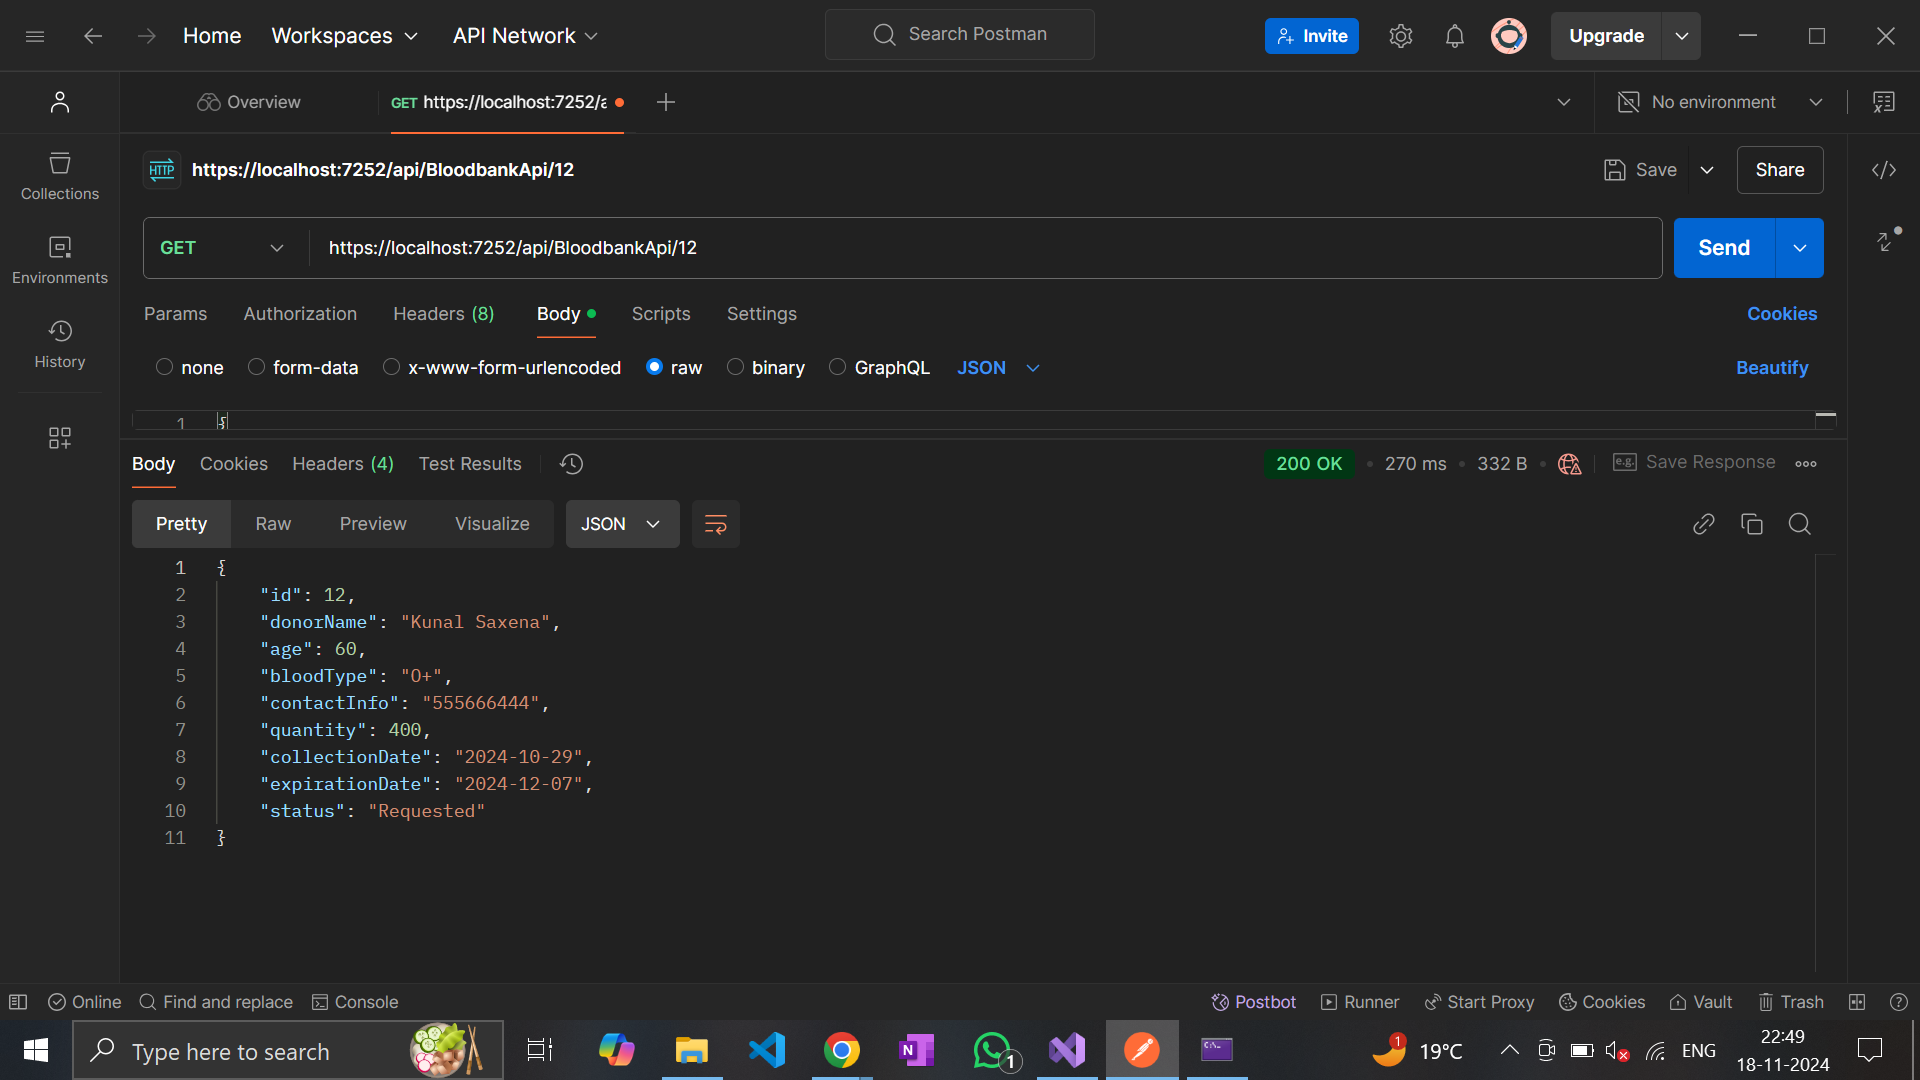 Home Workspaces API Network Search Postman Invite Upgrade
Overview GET https://localhost:7252/a No environment
HTTP https://localhost:7252/api/BloodbankApi/12 Save Share
Collections
GET https://localhost:7252/api/BloodbankApi/12 Send
Environments
Params Authorization Headers (8) Body Scripts Settings Cookies
History
none form-data x-www-form-urlencoded raw binary GraphQL JSON Beautify
1 {
Body Cookies Headers (4) Test Results 200 OK 270 ms 332 B e.g. Save Response
Pretty Raw Preview Visualize JSON
1 {
2 "id": 12,
3 "donorName": "Kunal Saxena",
4 "age": 60,
5 "bloodType": "O+",
6 "contactInfo": "555666444",
7 "quantity": 400,
8 "collectionDate": "2024-10-29",
9 "expirationDate": "2024-12-07",
10 "status": "Requested"
11 }
Online Find and replace Console Postbot Runner Start Proxy Cookies Vault Trash
Type here to search N 1 C:\_ 1 19°C ENG 22:49
18-11-2024